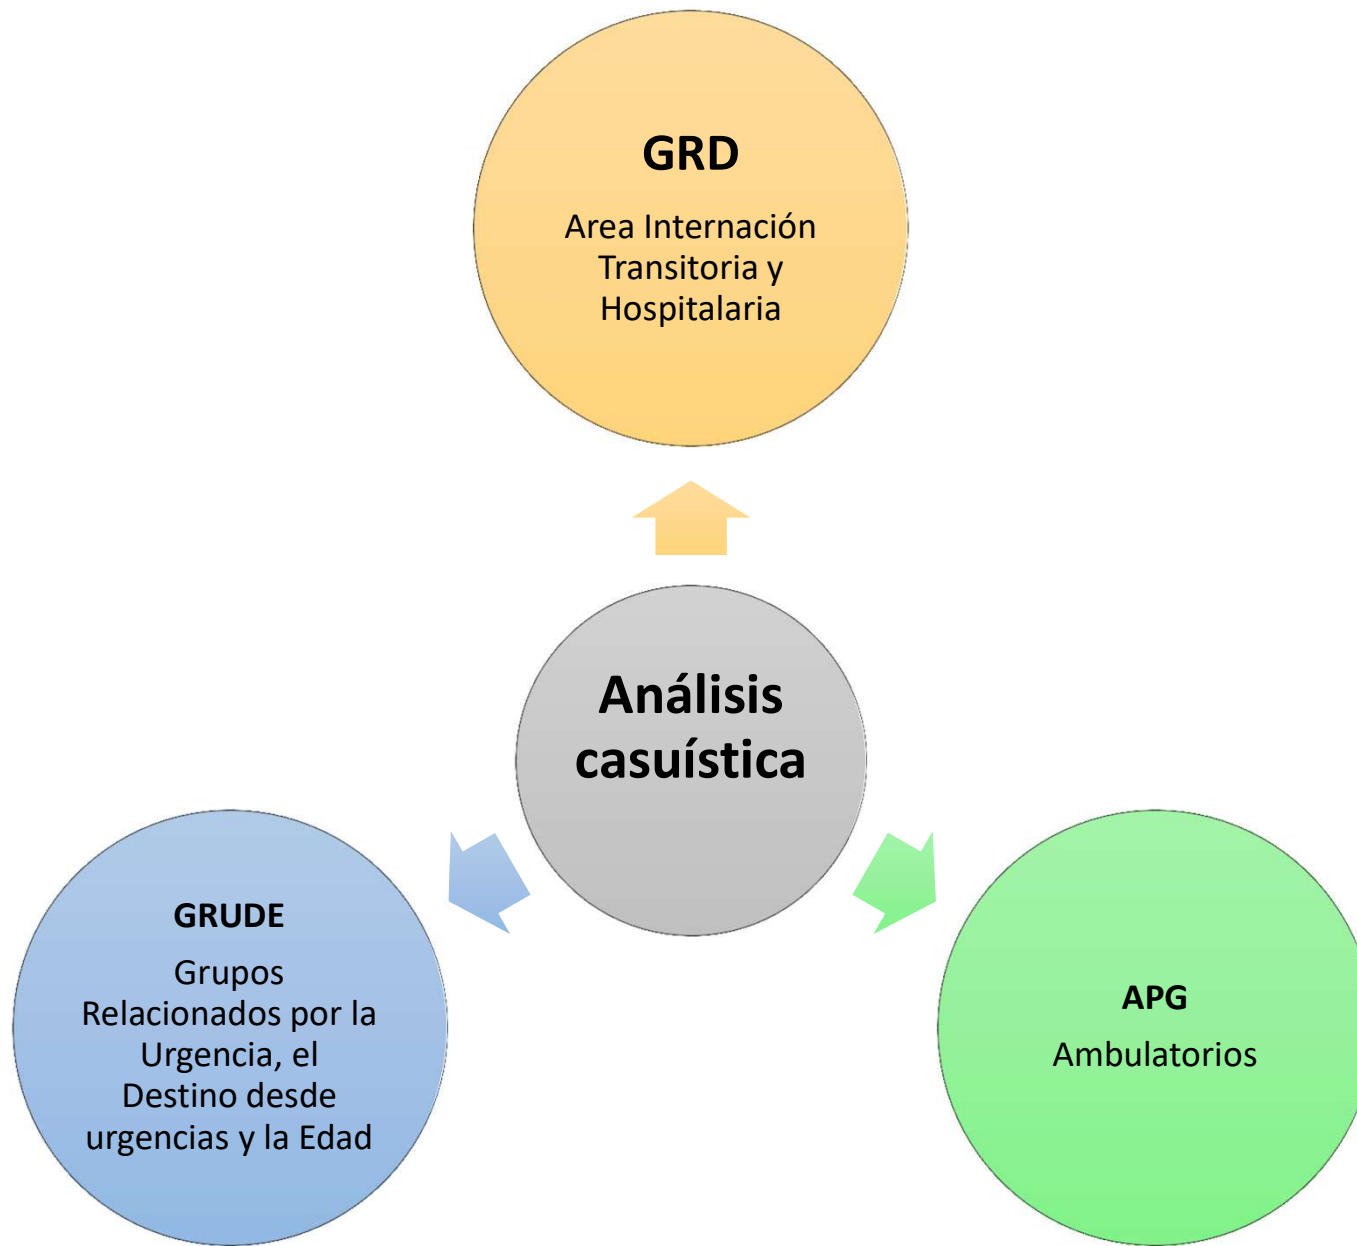 GRD
Area Internación
Transitoria y
Hospitalaria
Análisis
casuística
GRUDE
Grupos
Relacionados por la
Urgencia, el
Destino desde
urgencias y la Edad
APG
Ambulatorios